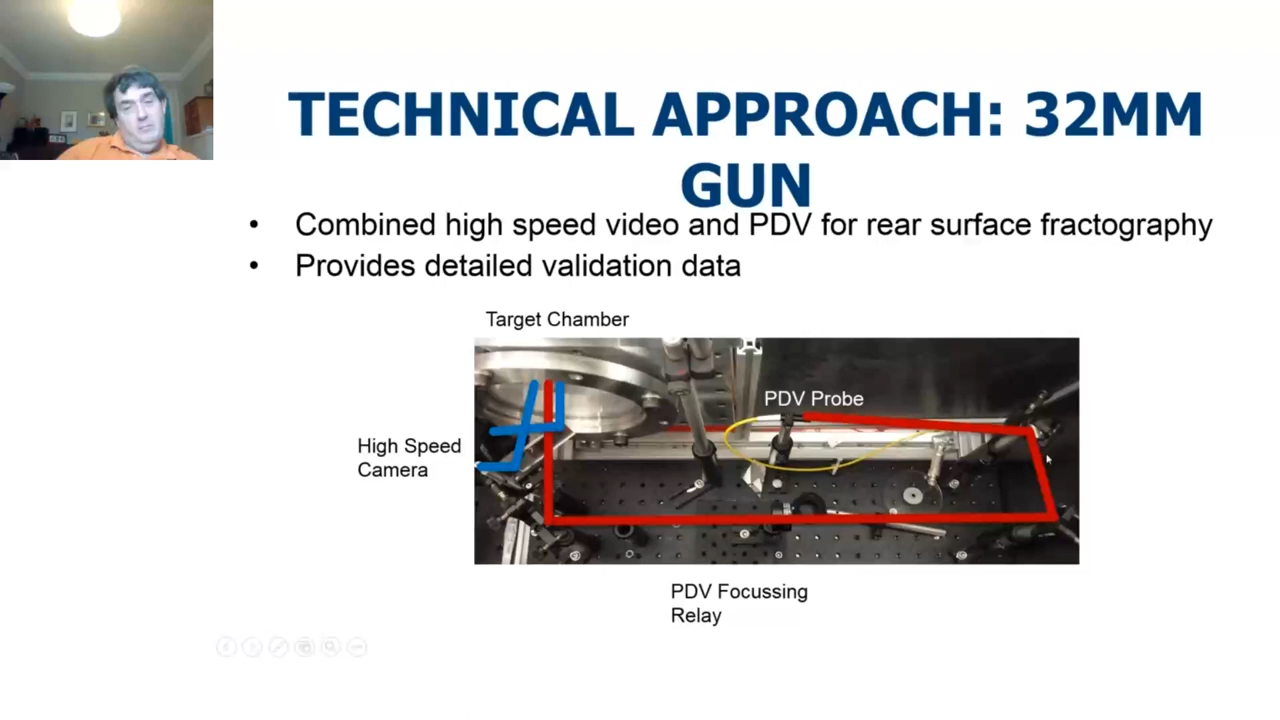 TECHNICAL APPROACH: 32MM
GUN
• Combined high speed video and PDV for rear surface fractography
• Provides detailed validation data
Target Chamber
PDV Probe
High Speed
Camera
PDV Focussing
Relay